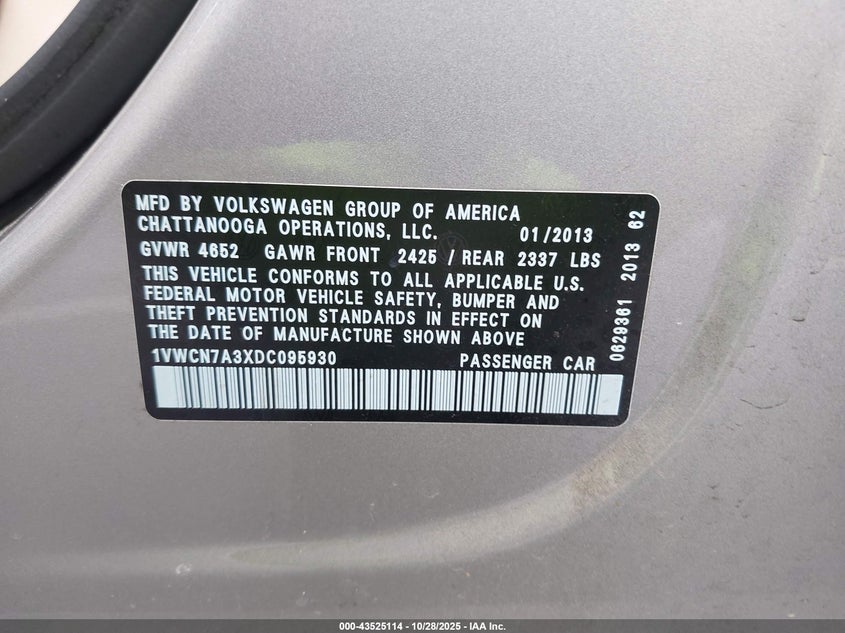 MFD BY VOLKSWAGEN GROUP OF AMERICA
CHATTANOOGA OPERATIONS, LLC. 01/2013
GVWR 4652 GAWR FRONT 2425 / REAR 2337 LBS
THIS VEHICLE CONFORMS TO ALL APPLICABLE U.S.
FEDERAL MOTOR VEHICLE SAFETY, BUMPER AND
THEFT PREVENTION STANDARDS IN EFFECT ON
THE DATE OF MANUFACTURE SHOWN ABOVE
1VWCN7A3XDC095930 PASSENGER CAR
0629361 2013 62
000-43525114 - 10/28/2025 - IAA Inc.